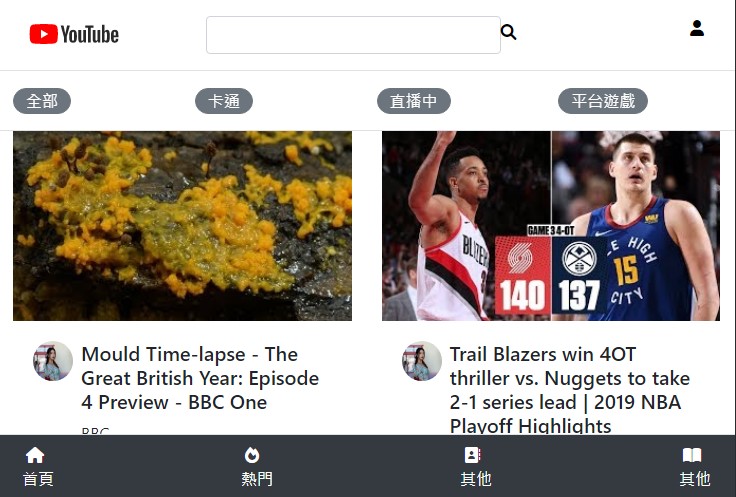 YouTube
全部 卡通 直播中 平台遊戲
GAME 3 4-OT
140 137
MILE HIGH
15
CITY
Mould Time-lapse - The
Great British Year: Episode
4 Preview - BBC One
BBC
Trail Blazers win 4OT
thriller vs. Nuggets to take
2-1 series lead | 2019 NBA
Playoff Highlights
首頁 熱門 其他 其他